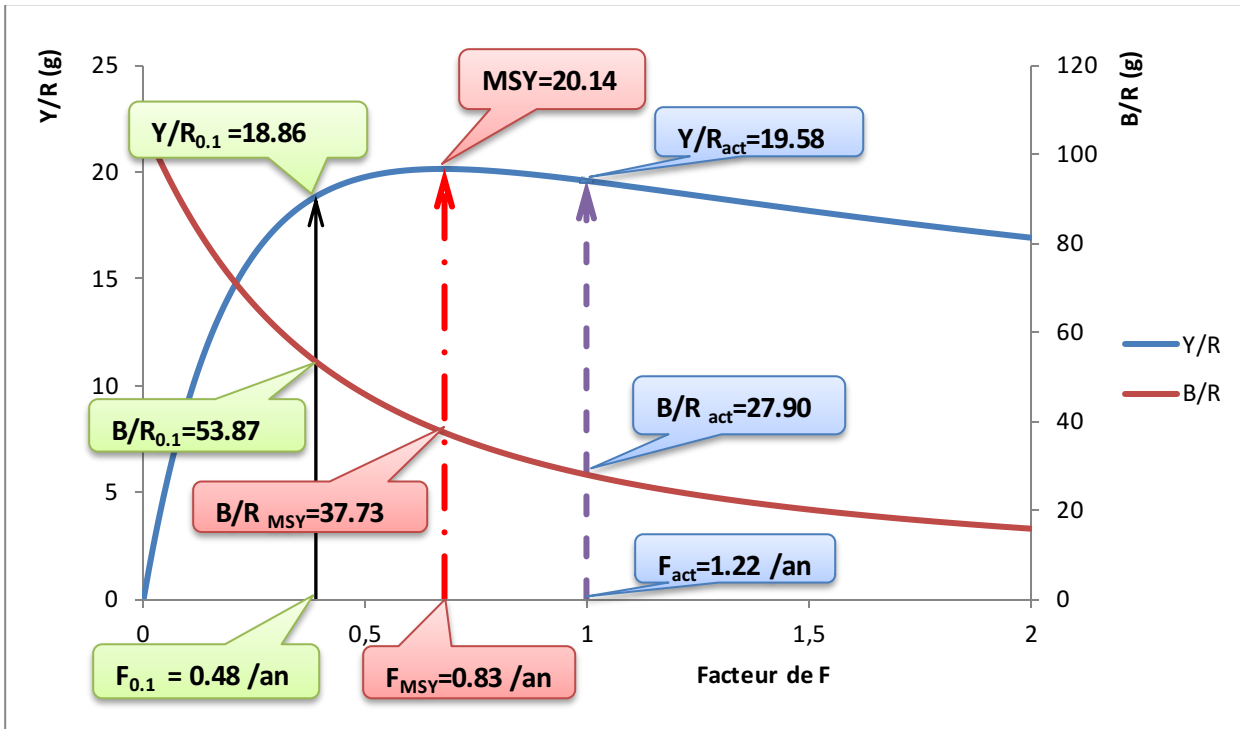 Y/R (g)
25
20
15
10
5
0
MSY=20.14
Y/R0.1 =18.86
Y/Ract=19.58
B/R0.1=53.87
B/R MSY=37.73
B/R act=27.90
Fact=1.22 /an
120
100
80
60
40
20
0
B/R (g)
Y/R
B/R
0
0,5
1
1,5
2
F0.1 = 0.48 /an
FMSY=0.83 /an
Facteur de F